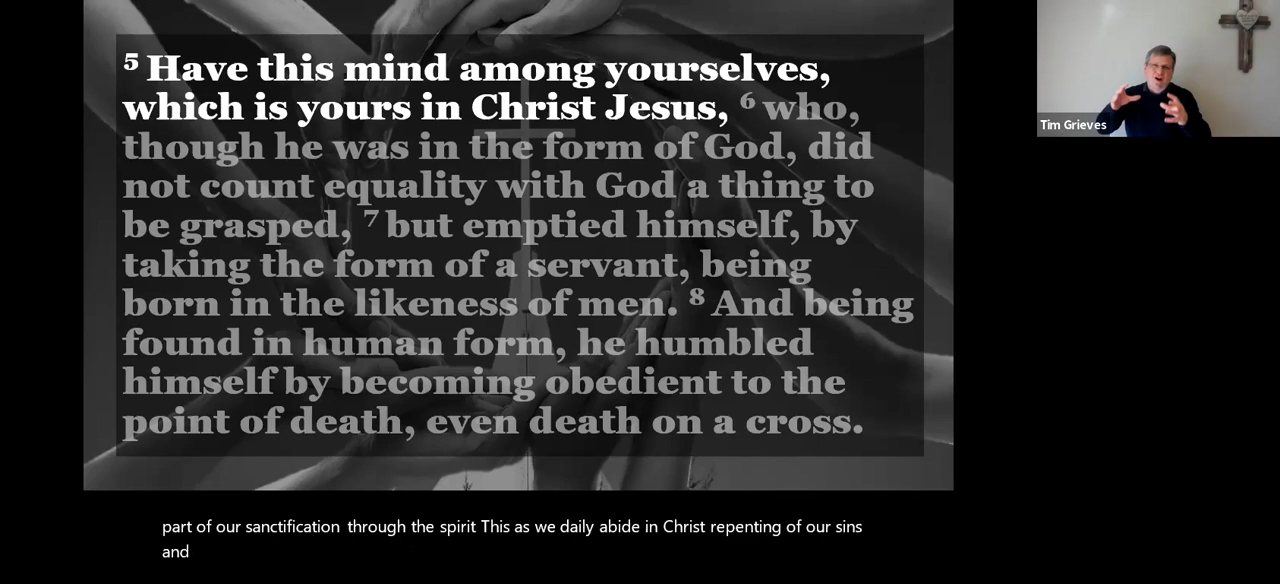 ⁵ Have this mind among yourselves,
which is yours in Christ Jesus, ⁶ who,
though he was in the form of God, did
not count equality with God a thing to
be grasped, ⁷ but emptied himself, by
taking the form of a servant, being
born in the likeness of men. ⁸ And being
found in human form, he humbled
himself by becoming obedient to the
point of death, even death on a cross.
Tim Grieves
part of our sanctification through the spirit This as we daily abide in Christ repenting of our sins
and